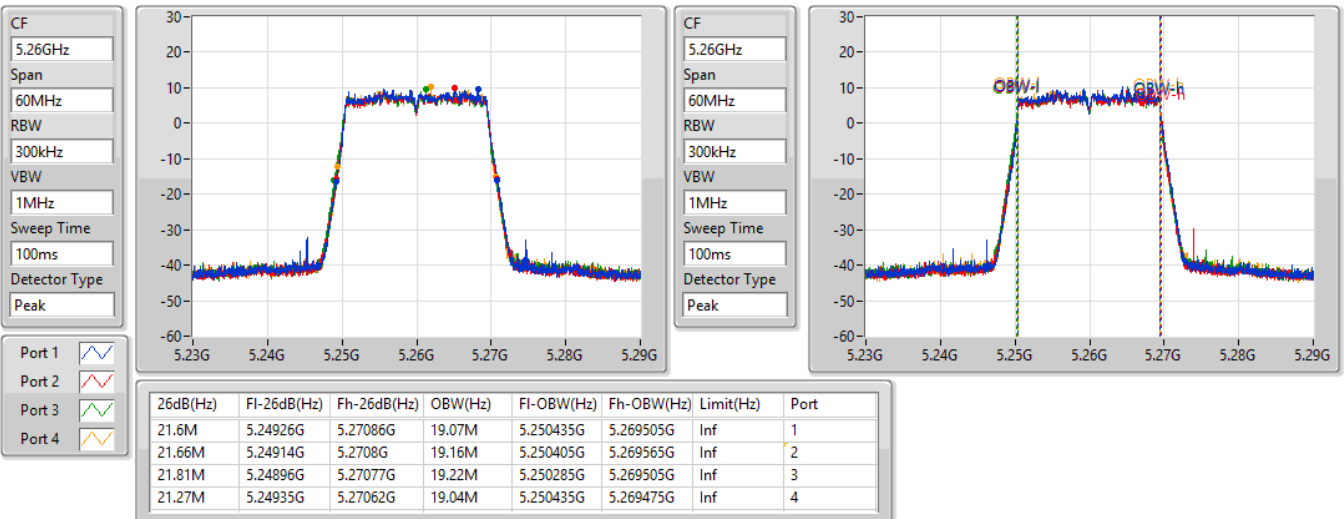 CF
5.26GHz
Span
60MHz
RBW
300kHz
VBW
1MHz
Sweep Time
100ms
Detector Type
Peak
30
20
10
0
-10
-20
-30
-40
-50
-60
5.23G 5.24G 5.25G 5.26G 5.27G 5.28G 5.29G
CF
5.26GHz
Span
60MHz
RBW
300kHz
VBW
1MHz
Sweep Time
100ms
Detector Type
Peak
30
20
10
0
-10
-20
-30
-40
-50
-60
OBW-l OBW-h
5.23G 5.24G 5.25G 5.26G 5.27G 5.28G 5.29G
Port 1
Port 2
Port 3
Port 4
26dB(Hz) Fl-26dB(Hz) Fh-26dB(Hz) OBW(Hz) Fl-OBW(Hz) Fh-OBW(Hz) Limit(Hz) Port
21.6M 5.24926G 5.27086G 19.07M 5.250435G 5.269505G Inf 1
21.66M 5.24914G 5.2708G 19.16M 5.250405G 5.269565G Inf 2
21.81M 5.24896G 5.27077G 19.22M 5.250285G 5.269505G Inf 3
21.27M 5.24935G 5.27062G 19.04M 5.250435G 5.269475G Inf 4